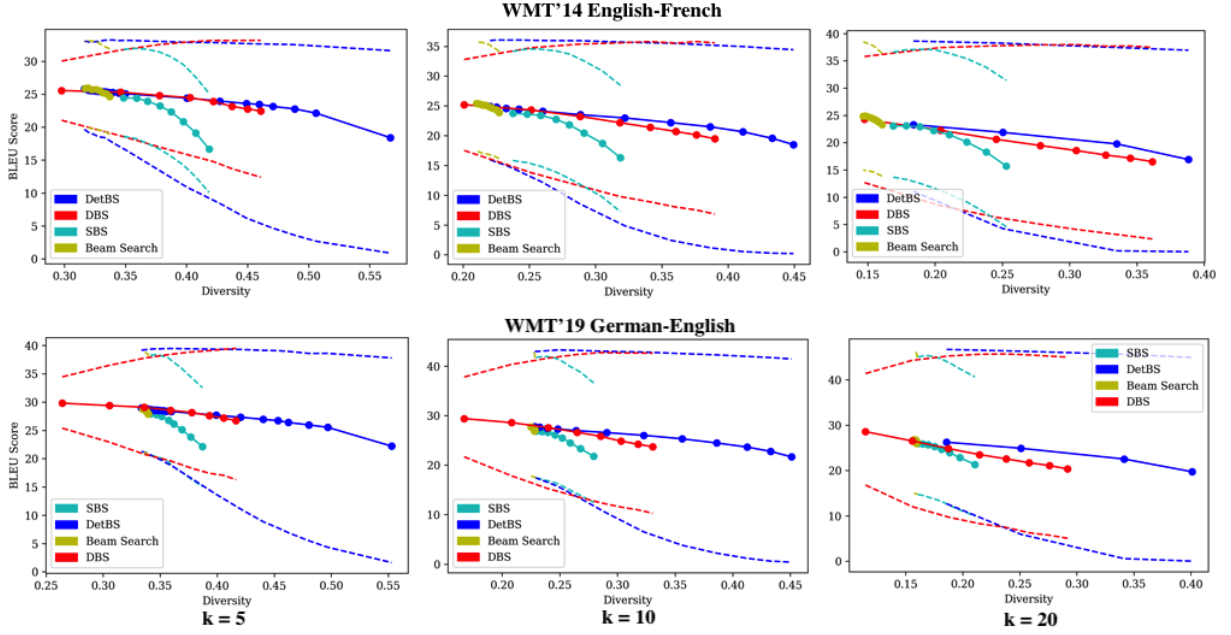 WMT'14 English-French
BLEU Score
30
25
20
15
10
5
0
DetBS
DBS
SBS
Beam Search
0.30 0.35 0.40 0.45 0.50 0.55
Diversity
35
30
25
20
15
10
5
0
DetBS
DBS
SBS
Beam Search
0.20 0.25 0.30 0.35 0.40 0.45
Diversity
40
35
30
25
20
15
10
5
0
DetBS
DBS
SBS
Beam Search
0.15 0.20 0.25 0.30 0.35 0.40
Diversity
WMT'19 German-English
BLEU Score
40
35
30
25
20
15
10
5
0
SBS
DetBS
Beam Search
DBS
0.30 0.35 0.40 0.45 0.50 0.55
Diversity
k = 5
40
30
20
10
0
SBS
DetBS
Beam Search
DBS
0.20 0.25 0.30 0.35 0.40 0.45
Diversity
k = 10
40
30
20
10
0
SBS
DetBS
Beam Search
DBS
0.15 0.20 0.25 0.30 0.35 0.40
Diversity
k = 20